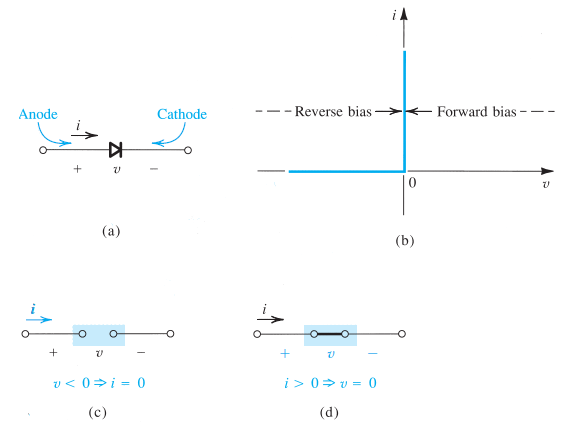 Anode
Cathode
i
+ v −
(a)
i
Reverse bias
Forward bias
0
v
(b)
i
+ v −
v < 0 ⇒ i = 0
(c)
i
+ v −
i > 0 ⇒ v = 0
(d)